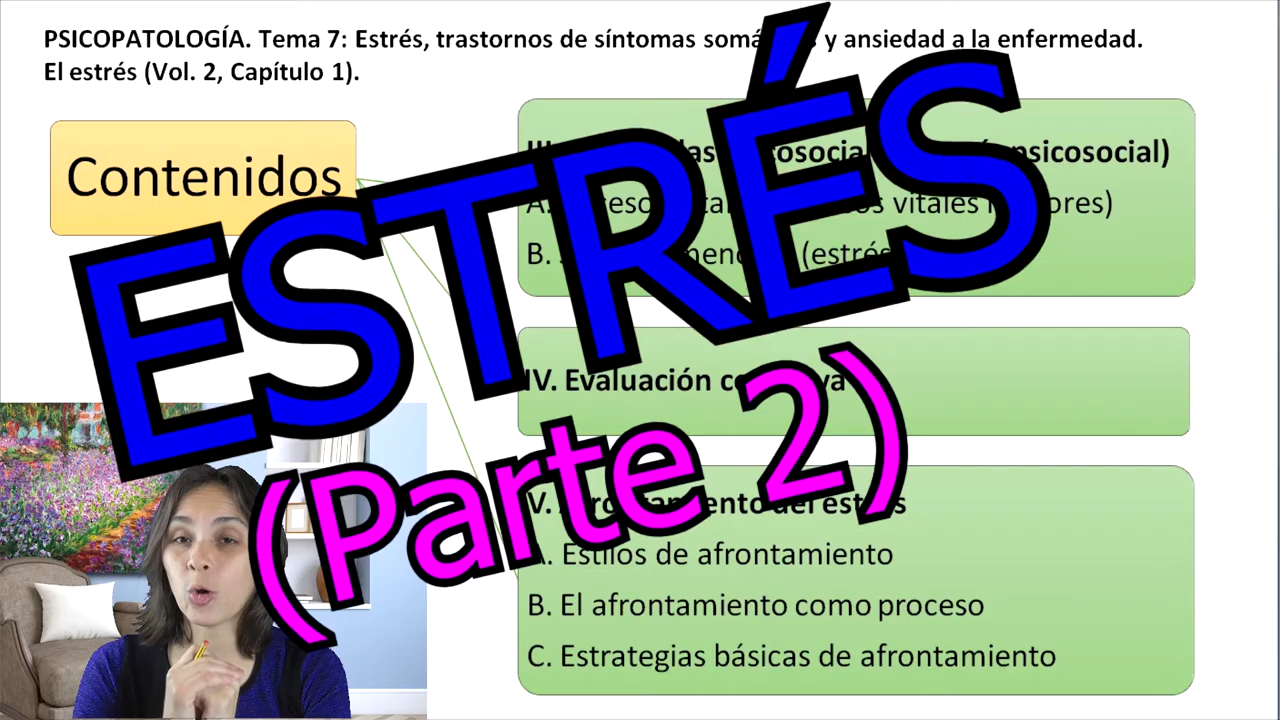 PSICOPATOLOGÍA. Tema 7: Estrés, trastornos de síntomas y ansiedad a la enfermedad.
El estrés (Vol. 2, Capítulo 1).
Contenidos
psicosocial)
A. vitales
B. (estrés
IV. Evaluación
V. del estrés
A. Estilos de afrontamiento
B. El afrontamiento como proceso
C. Estrategias básicas de afrontamiento
ESTRÉS
(Parte 2)